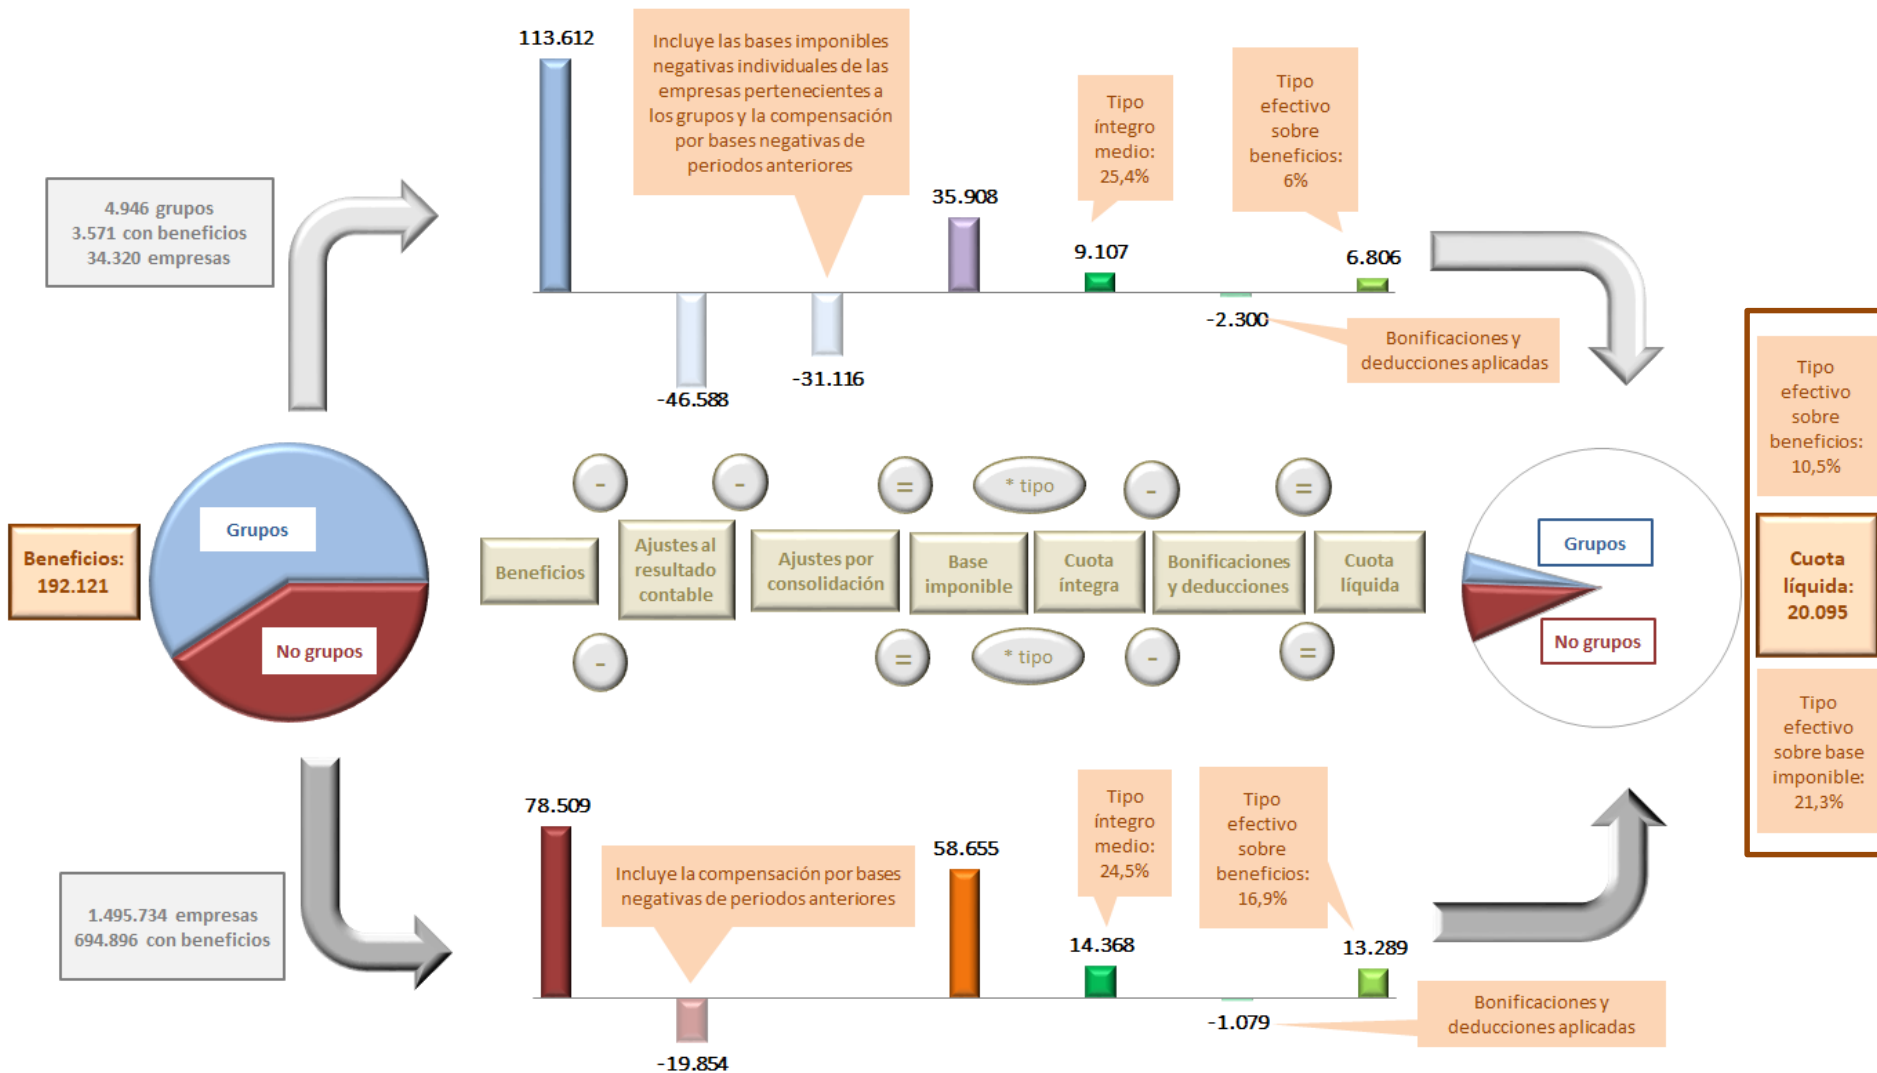 113.612
Incluye las bases imponibles
negativas individuales de las
empresas pertenecientes a
los grupos y la compensación
por bases negativas de
periodos anteriores
Tipo
íntegro
medio:
25,4%
Tipo
efectivo
sobre
beneficios:
6%
4.946 grupos
3.571 con beneficios
34.320 empresas
35.908
9.107
6.806
-46.588
-31.116
-2.300
Bonificaciones y
deducciones aplicadas
Beneficios:
192.121
Grupos
No grupos
-
-
=
* tipo
-
=
Beneficios
Ajustes al
resultado
contable
Ajustes por
consolidación
Base
imponible
Cuota
íntegra
Bonificaciones
y deducciones
Cuota
líquida
-
=
* tipo
-
=
Grupos
No grupos
Tipo
efectivo
sobre
beneficios:
10,5%
Cuota
líquida:
20.095
Tipo
efectivo
sobre base
imponible:
21,3%
1.495.734 empresas
694.896 con beneficios
78.509
Incluye la compensación por bases
negativas de periodos anteriores
58.655
Tipo
íntegro
medio:
24,5%
Tipo
efectivo
sobre
beneficios:
16,9%
14.368
13.289
-19.854
-1.079
Bonificaciones y
deducciones aplicadas